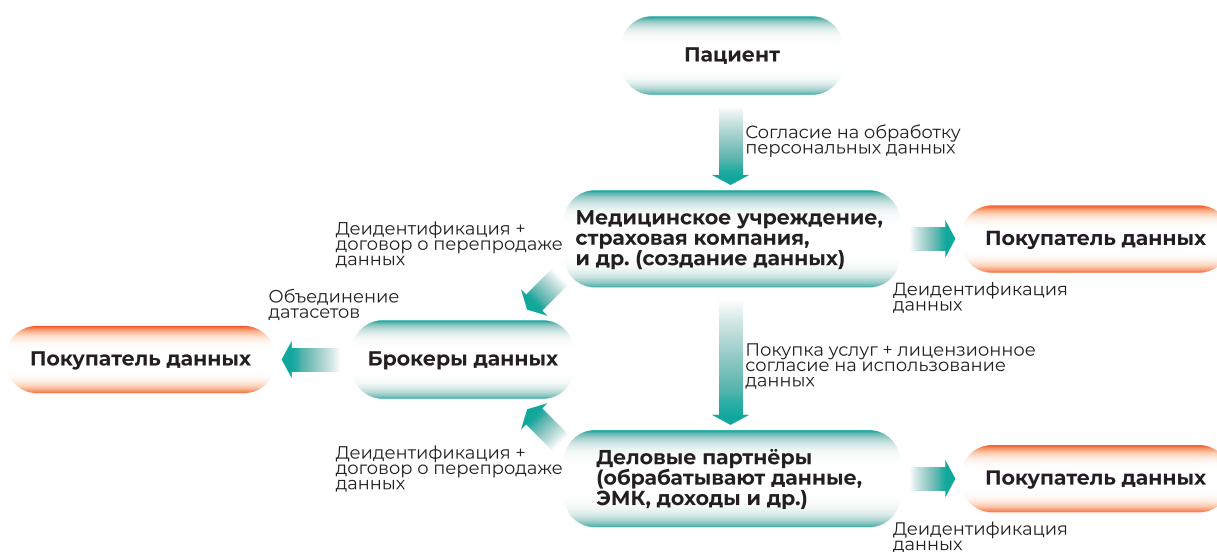 Пациент
Согласие на обработку
персональных данных
Медицинское учреждение,
страховая компания,
и др. (создание данных)
Покупатель данных
Деидентификация
данных
Деидентификация +
договор о перепродаже
данных
Объединение
датасетов
Покупатель данных
Брокеры данных
Покупка услуг + лицензионное
согласие на использование
данных
Деидентификация +
договор о перепродаже
данных
Деловые партнёры
(обрабатывают данные,
ЭМК, доходы и др.)
Покупатель данных
Деидентификация
данных